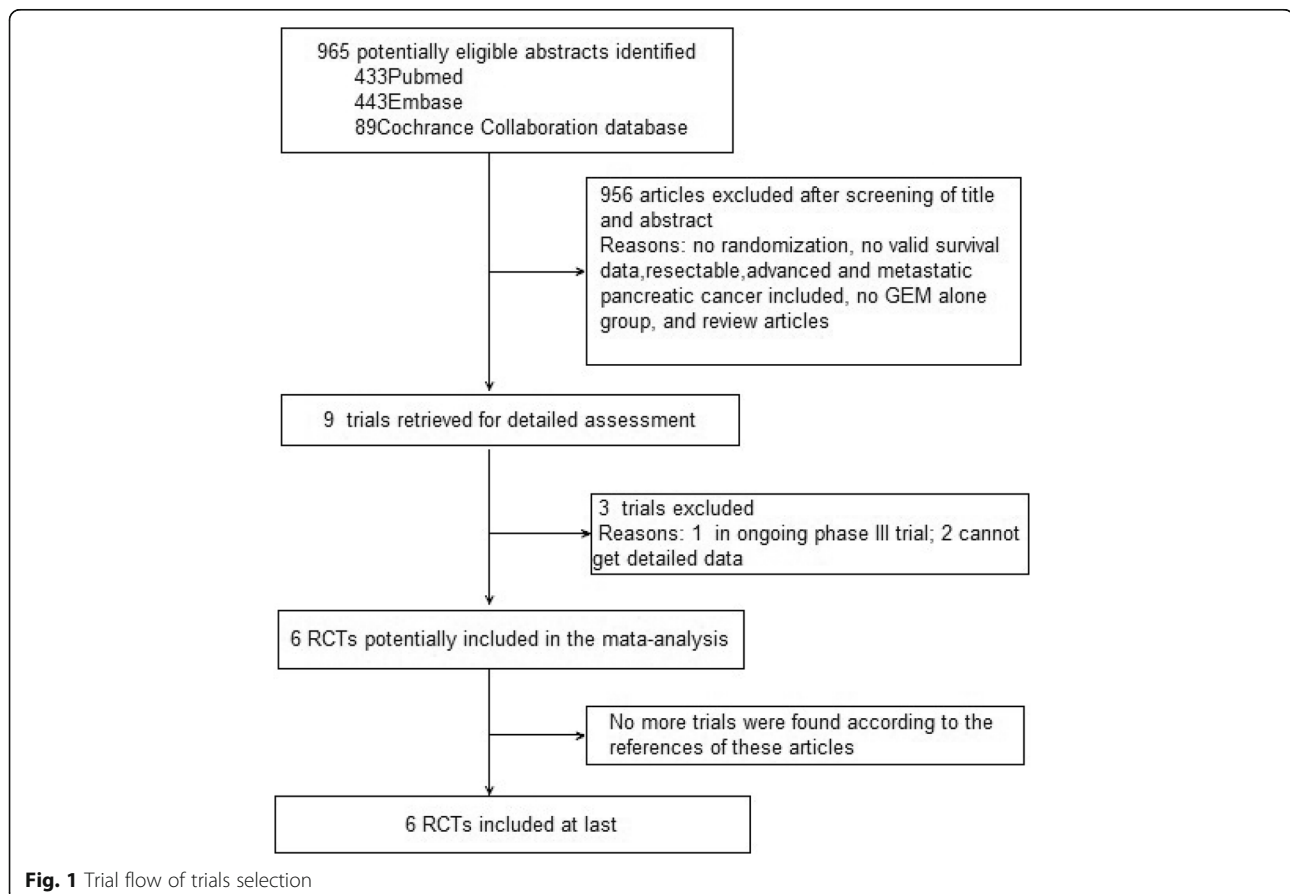 965 potentially eligible abstracts identified
433Pubmed
443Embase
89Cochrance Collaboration database
956 articles excluded after screening of title
and abstract
Reasons: no randomization, no valid survival
data,resectable,advanced and metastatic
pancreatic cancer included, no GEM alone
group, and review articles
9 trials retrieved for detailed assessment
3 trials excluded
Reasons: 1 in ongoing phase III trial; 2 cannot
get detailed data
6 RCTs potentially included in the mata-analysis
No more trials were found according to the
references of these articles
6 RCTs included at last
Fig. 1 Trial flow of trials selection